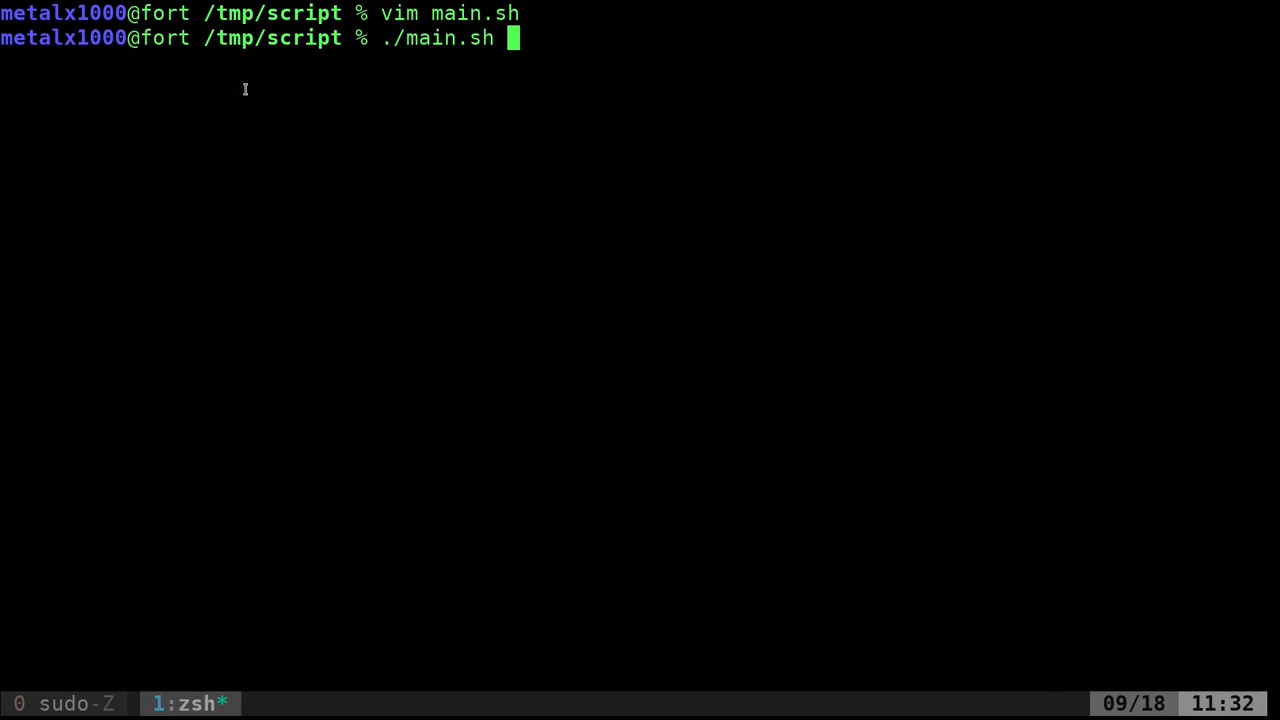 metalx1000@fort /tmp/script % vim main.sh
metalx1000@fort /tmp/script % ./main.sh
0 sudo-Z 1:zsh* 09/18 11:32